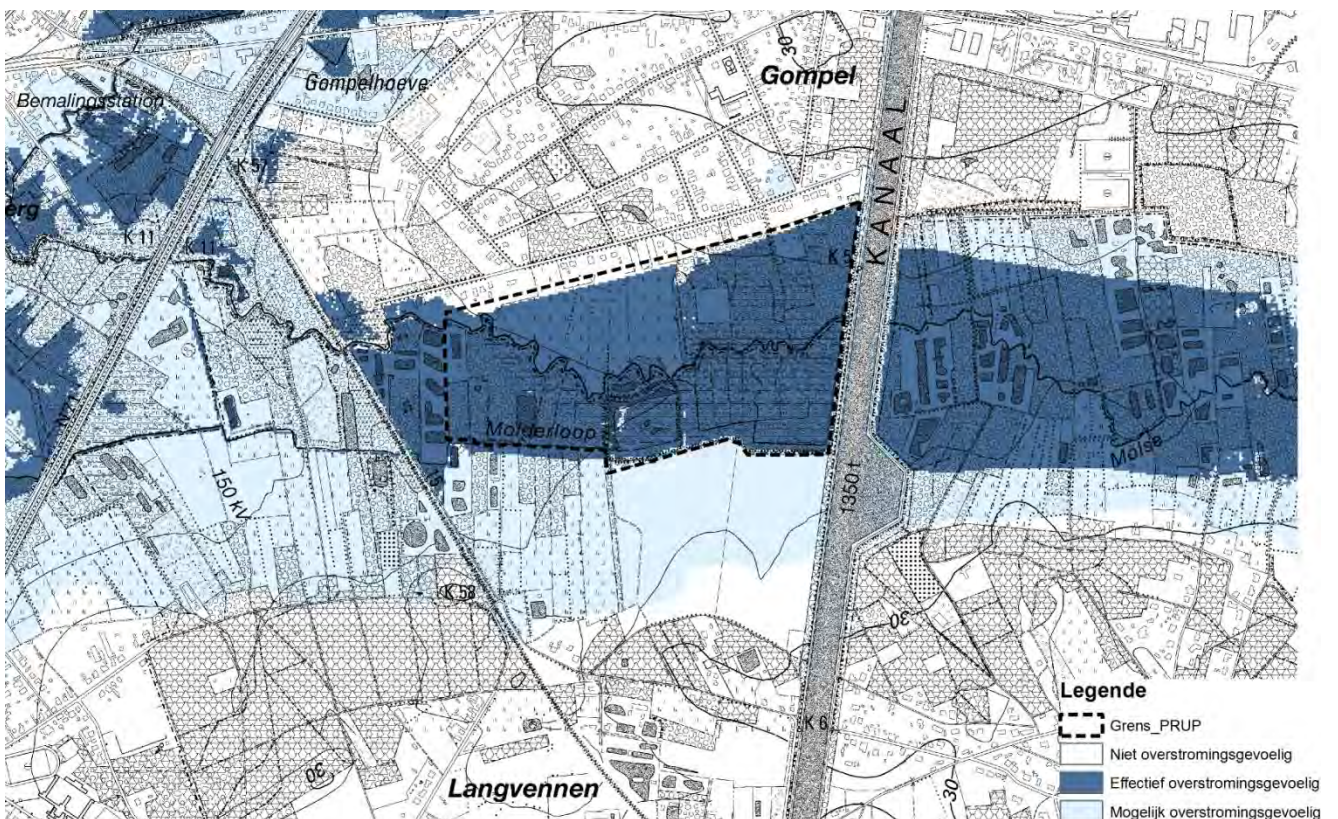 30
Gompel
Gompelhoeve
Bemalingsstation
KANAAL
K 57
erg
K 11
K 11
K 5
Molderloop
Molse
150 kV
1350 t
K 58
30
K 6
30
30
Langvennen
Legende
Grens_PRUP
Niet overstromingsgevoelig
Effectief overstromingsgevoelig
Mogelijk overstromingsgevoelig